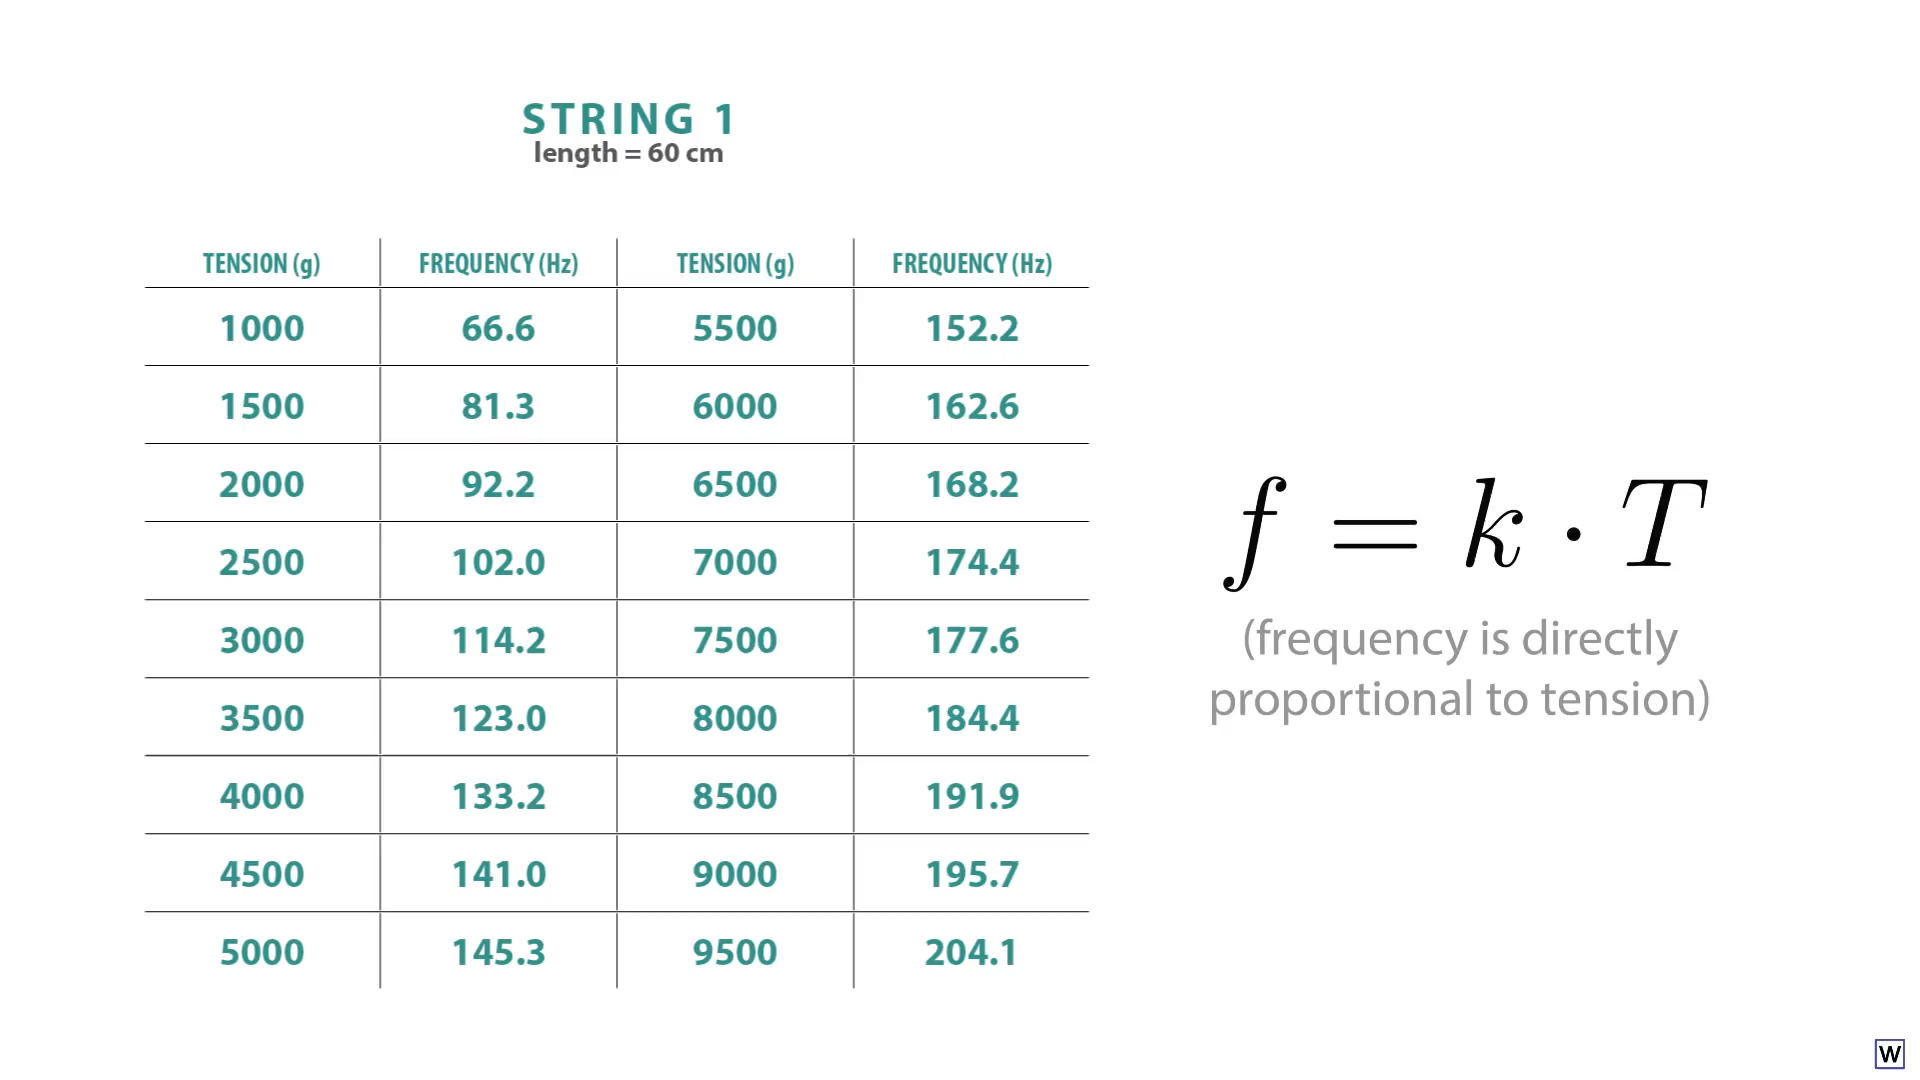 STRING 1
length = 60 cm
TENSION (g) FREQUENCY (Hz) TENSION (g) FREQUENCY (Hz)
1000 66.6 5500 152.2
1500 81.3 6000 162.6
2000 92.2 6500 168.2
2500 102.0 7000 174.4
3000 114.2 7500 177.6
3500 123.0 8000 184.4
4000 133.2 8500 191.9
4500 141.0 9000 195.7
5000 145.3 9500 204.1
f = k · T
(frequency is directly
proportional to tension)
W